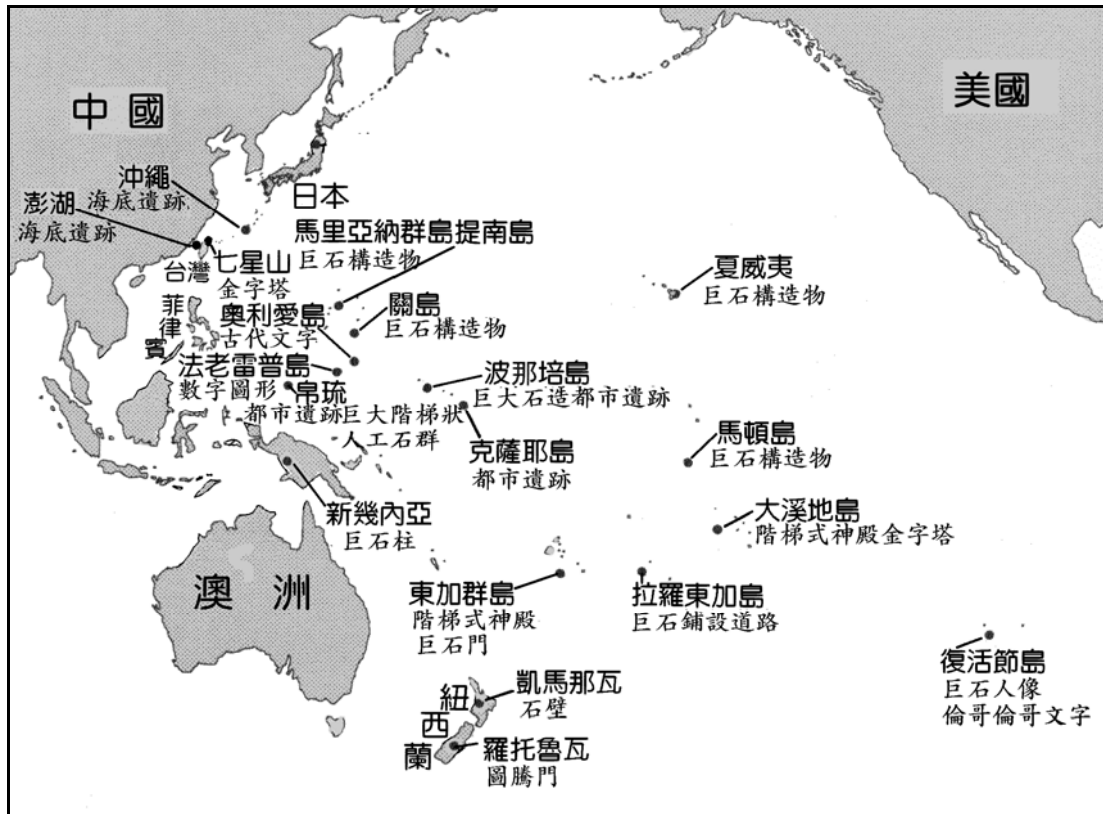 中國
美國
沖繩
海底遺跡
澎湖
海底遺跡
日本
馬里亞納群島提南島
巨石構造物
台灣
七星山
金字塔
夏威夷
巨石構造物
菲律賓
奧利愛島
古代文字
關島
巨石構造物
法老雷普島
數字圖形
帛琉
都市遺跡
巨大階梯狀
人工石群
波那培島
巨大石造都市遺跡
克薩耶島
都市遺跡
馬頓島
巨石構造物
新幾內亞
巨石柱
大溪地島
階梯式神殿金字塔
澳洲
東加群島
階梯式神殿
巨石門
拉羅東加島
巨石鋪設道路
復活節島
巨石人像
倫哥倫哥文字
紐西蘭
凱馬那瓦
石壁
羅托魯瓦
圖騰門